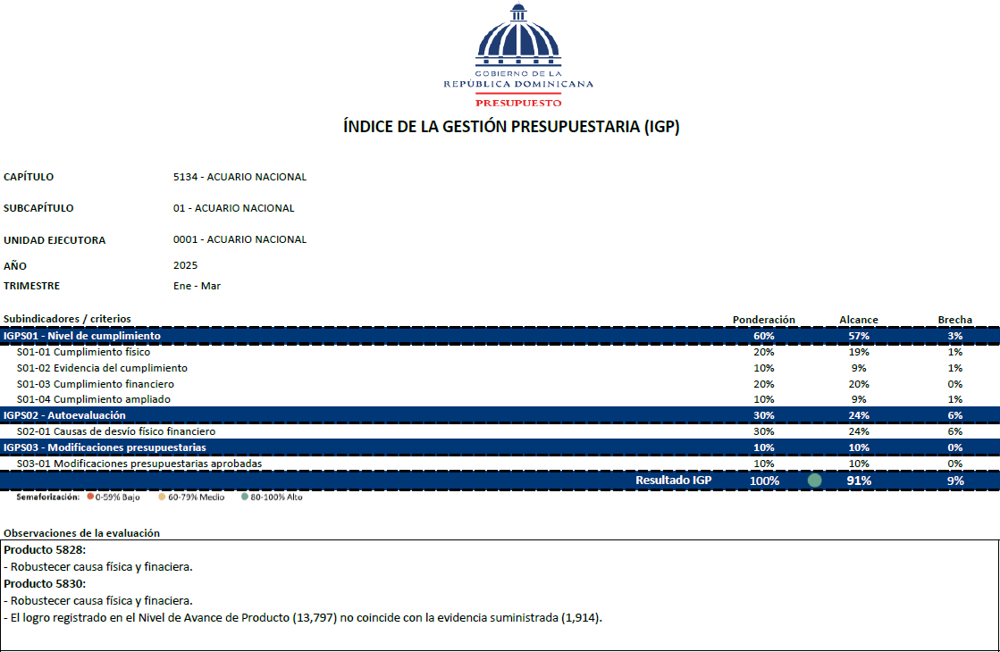 GOBIERNO DE LA
REPÚBLICA DOMINICANA
PRESUPUESTO
ÍNDICE DE LA GESTIÓN PRESUPUESTARIA (IGP)
CAPÍTULO 5134 - ACUARIO NACIONAL
SUBCAPÍTULO 01 - ACUARIO NACIONAL
UNIDAD EJECUTORA 0001 - ACUARIO NACIONAL
AÑO 2025
TRIMESTRE Ene - Mar
Subindicadores / criterios Ponderación Alcance Brecha
IGPS01 - Nivel de cumplimiento 60% 57% 3%
S01-01 Cumplimiento físico 20% 19% 1%
S01-02 Evidencia del cumplimiento 10% 9% 1%
S01-03 Cumplimiento financiero 20% 20% 0%
S01-04 Cumplimiento ampliado 10% 9% 1%
IGPS02 - Autoevaluación 30% 24% 6%
S02-01 Causas de desvío físico financiero 30% 24% 6%
IGPS03 - Modificaciones presupuestarias 10% 10% 0%
S03-01 Modificaciones presupuestarias aprobadas 10% 10% 0%
Resultado IGP 100% 91% 9%
Semaforización: 0-59% Bajo 60-79% Medio 80-100% Alto
Observaciones de la evaluación
Producto 5828:
- Robustecer causa física y finaciera.
Producto 5830:
- Robustecer causa física y finaciera.
- El logro registrado en el Nivel de Avance de Producto (13,797) no coincide con la evidencia suministrada (1,914).